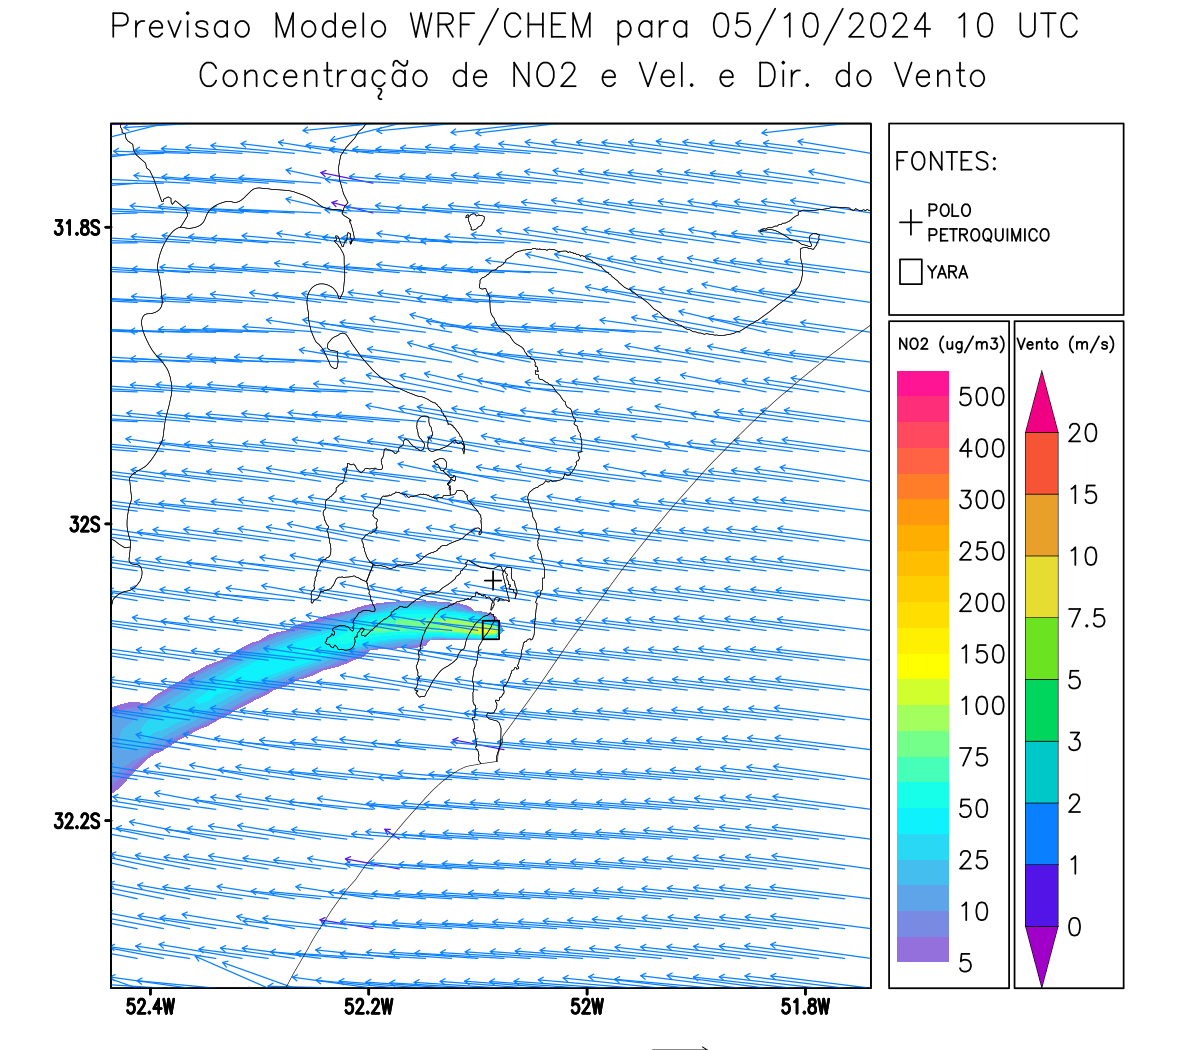 Previsao Modelo WRF/CHEM para 05/10/2024 10 UTC
Concentração de NO2 e Vel. e Dir. do Vento
FONTES:
POLO
PETROQUIMICO
YARA
NO2 (ug/m3)
500
400
300
250
200
150
100
75
50
25
10
5
Vento (m/s)
20
15
10
7.5
5
3
2
1
0
31.8S
32S
32.2S
52.4W
52.2W
52W
51.8W